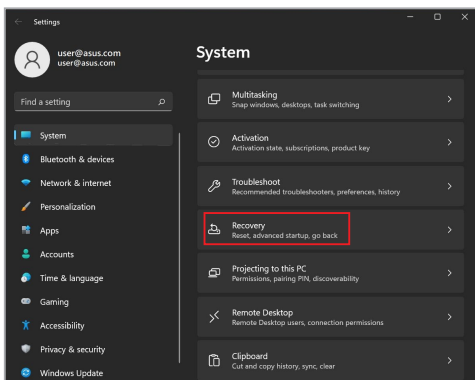 Settings
user@asus.com
user@asus.com
Find a setting
System
Bluetooth & devices
Network & internet
Personalization
Apps
Accounts
Time & language
Gaming
Accessibility
Privacy & security
Windows Update
System
Multitasking
Snap windows, desktops, task switching
Activation
Activation state, subscriptions, product key
Troubleshoot
Recommended troubleshooters, preferences, history
Recovery
Reset, advanced startup, go back
Projecting to this PC
Permissions, pairing PIN, discoverability
Remote Desktop
Remote Desktop users, connection permissions
Clipboard
Cut and copy history, sync, clear